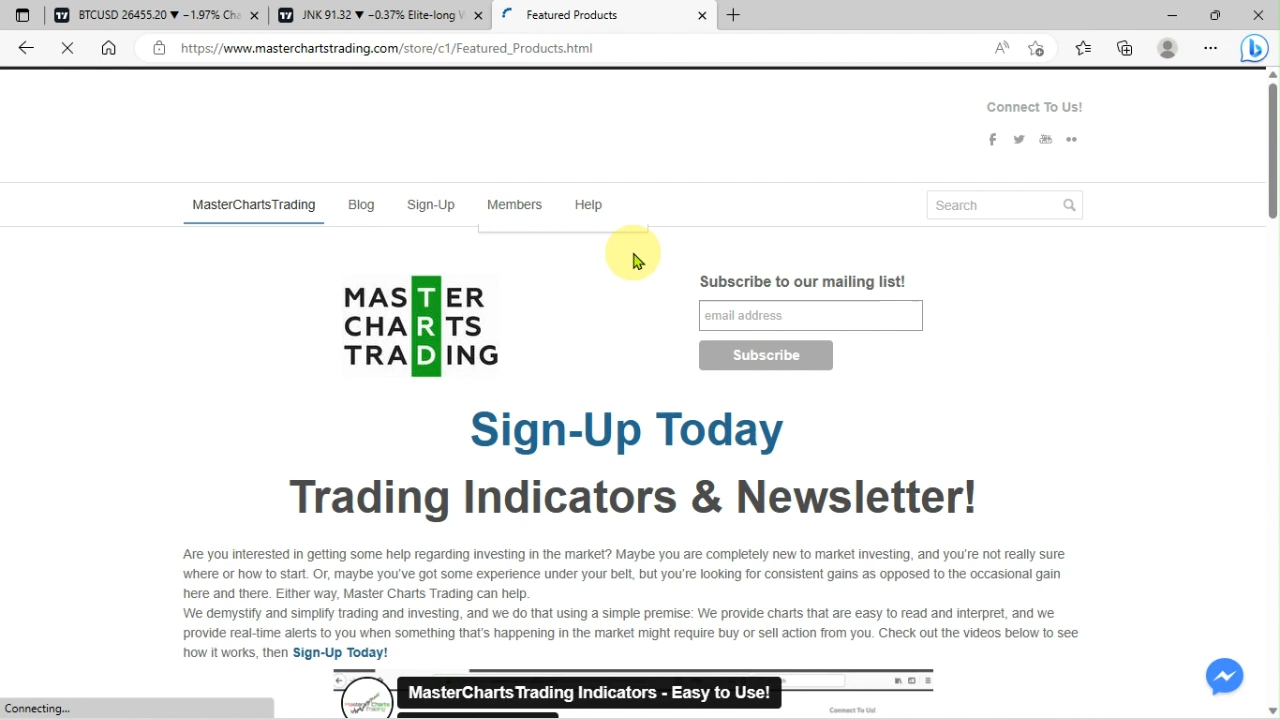 BTCUSD 26455.20 ▼ −1.97% Cha
JNK 91.32 ▼ −0.37% Elite-long V
Featured Products
https://www.masterchartstrading.com/store/c1/Featured_Products.html
Connect To Us!
MasterChartsTrading
Blog
Sign-Up
Members
Help
Search
MASTER
CHARTS
TRADING
Subscribe to our mailing list!
email address
Subscribe
Sign-Up Today
Trading Indicators & Newsletter!
Are you interested in getting some help regarding investing in the market? Maybe you are completely new to market investing, and you're not really sure
where or how to start. Or, maybe you've got some experience under your belt, but you're looking for consistent gains as opposed to the occasional gain
here and there. Either way, Master Charts Trading can help.
We demystify and simplify trading and investing, and we do that using a simple premise: We provide charts that are easy to read and interpret, and we
provide real-time alerts to you when something that's happening in the market might require buy or sell action from you. Check out the videos below to see
how it works, then Sign-Up Today!
MasterChartsTrading Indicators - Easy to Use!
Connect To Us!
Connecting...